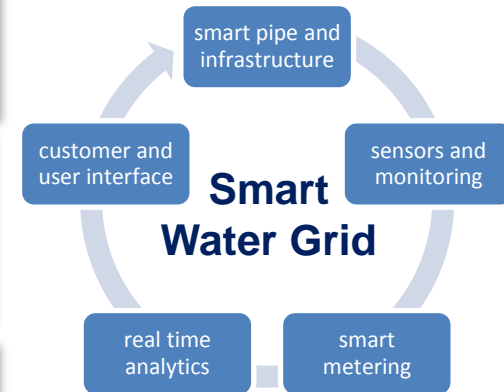 smart pipe and
infrastructure
customer and
user interface
sensors and
monitoring
Smart
Water Grid
real time
analytics
smart
metering